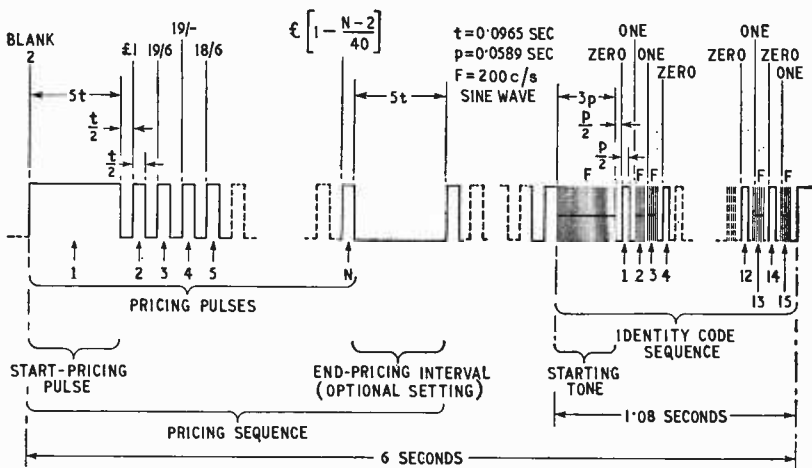 BLANK
2
£1
19/6
19/-
18/6
£ [1 - N-2/40]
t = 0·0965 SEC
p = 0·0589 SEC
F = 200 c/s
SINE WAVE
ONE
ZERO
ONE
ZERO
ONE
ZERO
ZERO
ONE
5t
t/2
t/2
5t
3p
p/2
p/2
F
F
F
F
F
1
2
3
4
5
N
1
2
3
4
12
13
14
15
PRICING PULSES
IDENTITY CODE
SEQUENCE
START-PRICING
PULSE
END-PRICING INTERVAL
(OPTIONAL SETTING)
STARTING
TONE
1·08 SECONDS
PRICING SEQUENCE
6 SECONDS